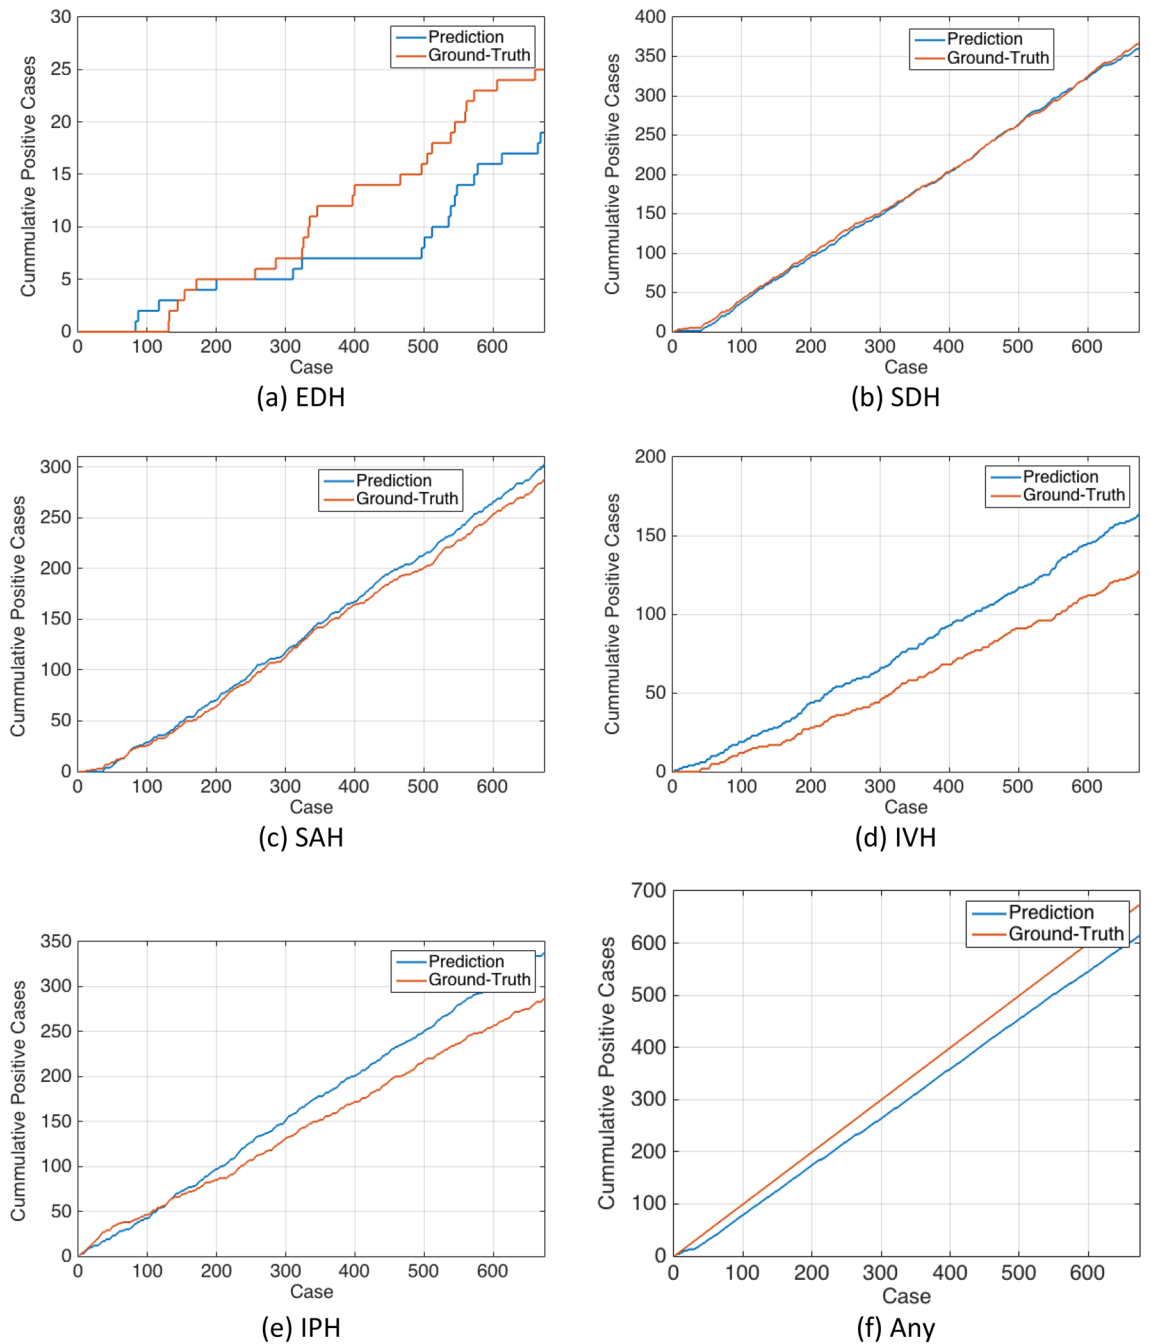 30
25
20
15
10
5
0
Cummulative Positive Cases
Prediction
Ground-Truth
0 100 200 300 400 500 600
Case
(a) EDH
400
350
300
250
200
150
100
50
0
Cummulative Positive Cases
Prediction
Ground-Truth
0 100 200 300 400 500 600
Case
(b) SDH
300
250
200
150
100
50
0
Cummulative Positive Cases
Prediction
Ground-Truth
0 100 200 300 400 500 600
Case
(c) SAH
200
150
100
50
0
Cummulative Positive Cases
Prediction
Ground-Truth
0 100 200 300 400 500 600
Case
(d) IVH
350
300
250
200
150
100
50
0
Cummulative Positive Cases
Prediction
Ground-Truth
0 100 200 300 400 500 600
Case
(e) IPH
700
600
500
400
300
200
100
0
Cummulative Positive Cases
Prediction
Ground-Truth
0 100 200 300 400 500 600
Case
(f) Any